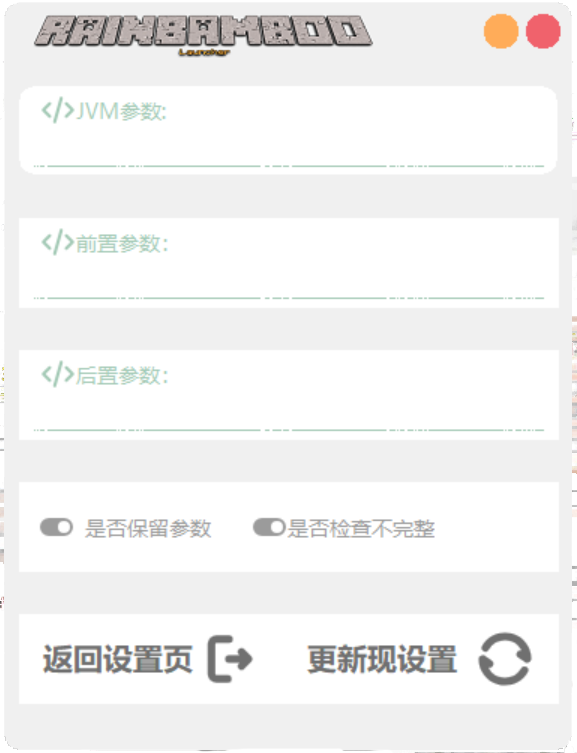 RAINBAMBOO
Launcher
</>JVM参数:
</>前置参数:
</>后置参数:
是否保留参数 是否检查不完整
返回设置页 更新现设置